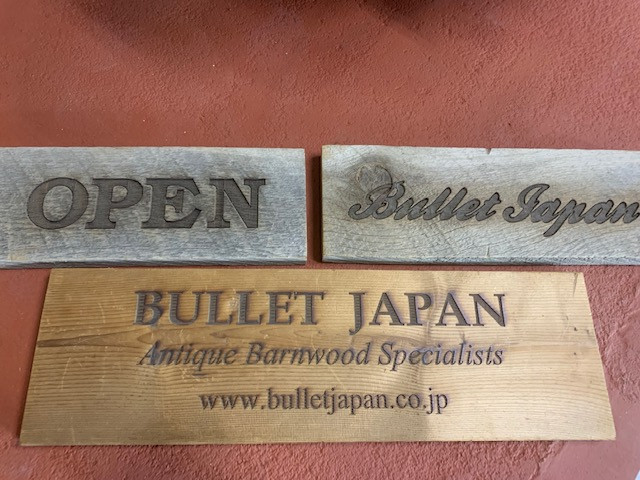 OPEN
Bullet Japan
BULLET JAPAN
Antique Barnwood Specialists
www.bulletjapan.co.jp